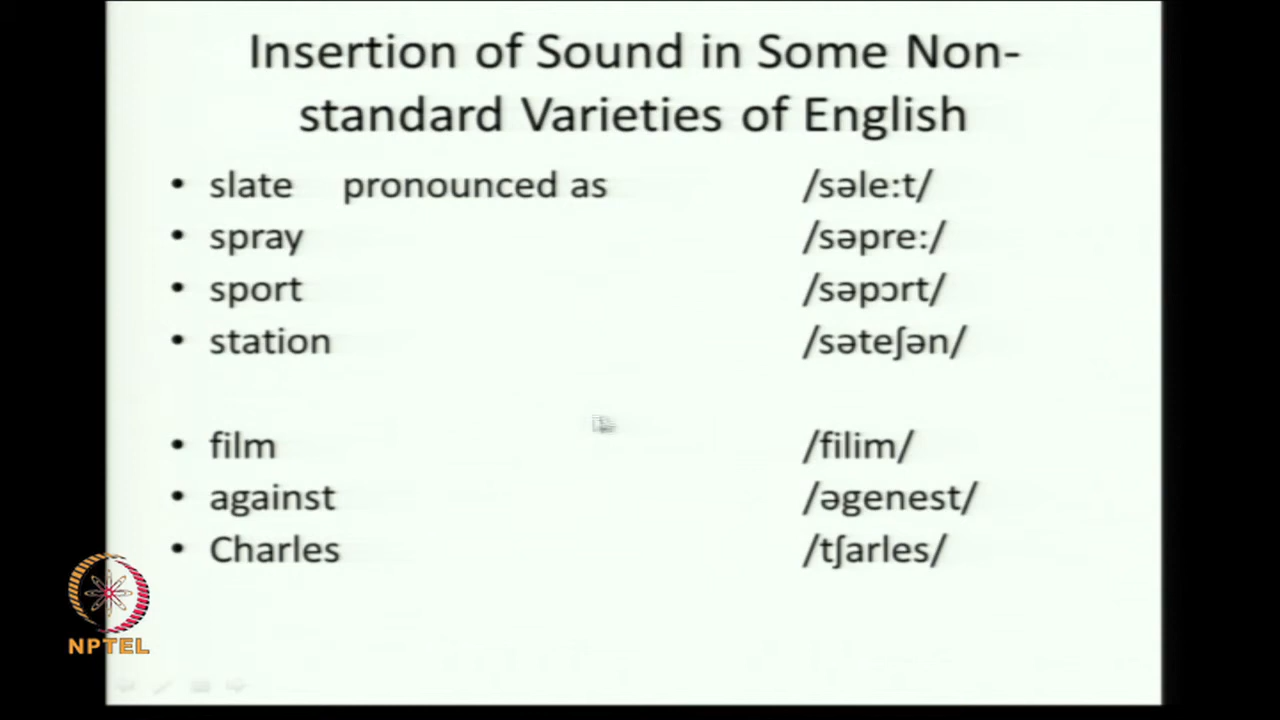 Insertion of Sound in Some Non-
standard Varieties of English
• slate pronounced as /səle:t/
• spray /səpre:/
• sport /səpɔrt/
• station /səteʃən/
• film /filim/
• against /əgenest/
• Charles /tʃarles/
NPTEL